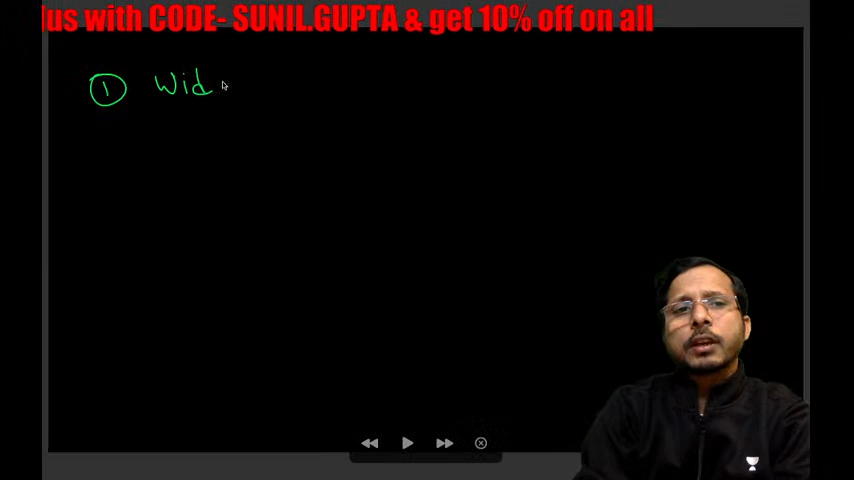 lus with CODE- SUNIL.GUPTA & get 10% off on all
① Wid